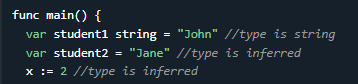 func main() {
  var student1 string = "John" //type is string
  var student2 = "Jane" //type is inferred
  x := 2 //type is inferred